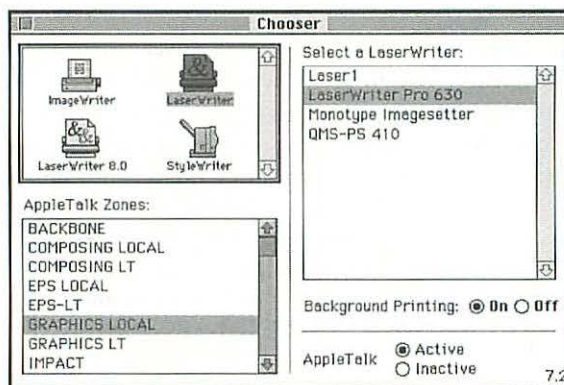 Chooser
ImageWriter
LaserWriter
LaserWriter 8.0
StyleWriter
AppleTalk Zones:
BACKBONE
COMPOSING LOCAL
COMPOSING LT
EPS LOCAL
EPS-LT
GRAPHICS LOCAL
GRAPHICS LT
IMPACT
Select a LaserWriter:
Laser1
LaserWriter Pro 630
Monotype Imagesetter
QMS-PS 410
Background Printing: On Off
AppleTalk Active
Inactive
7.2